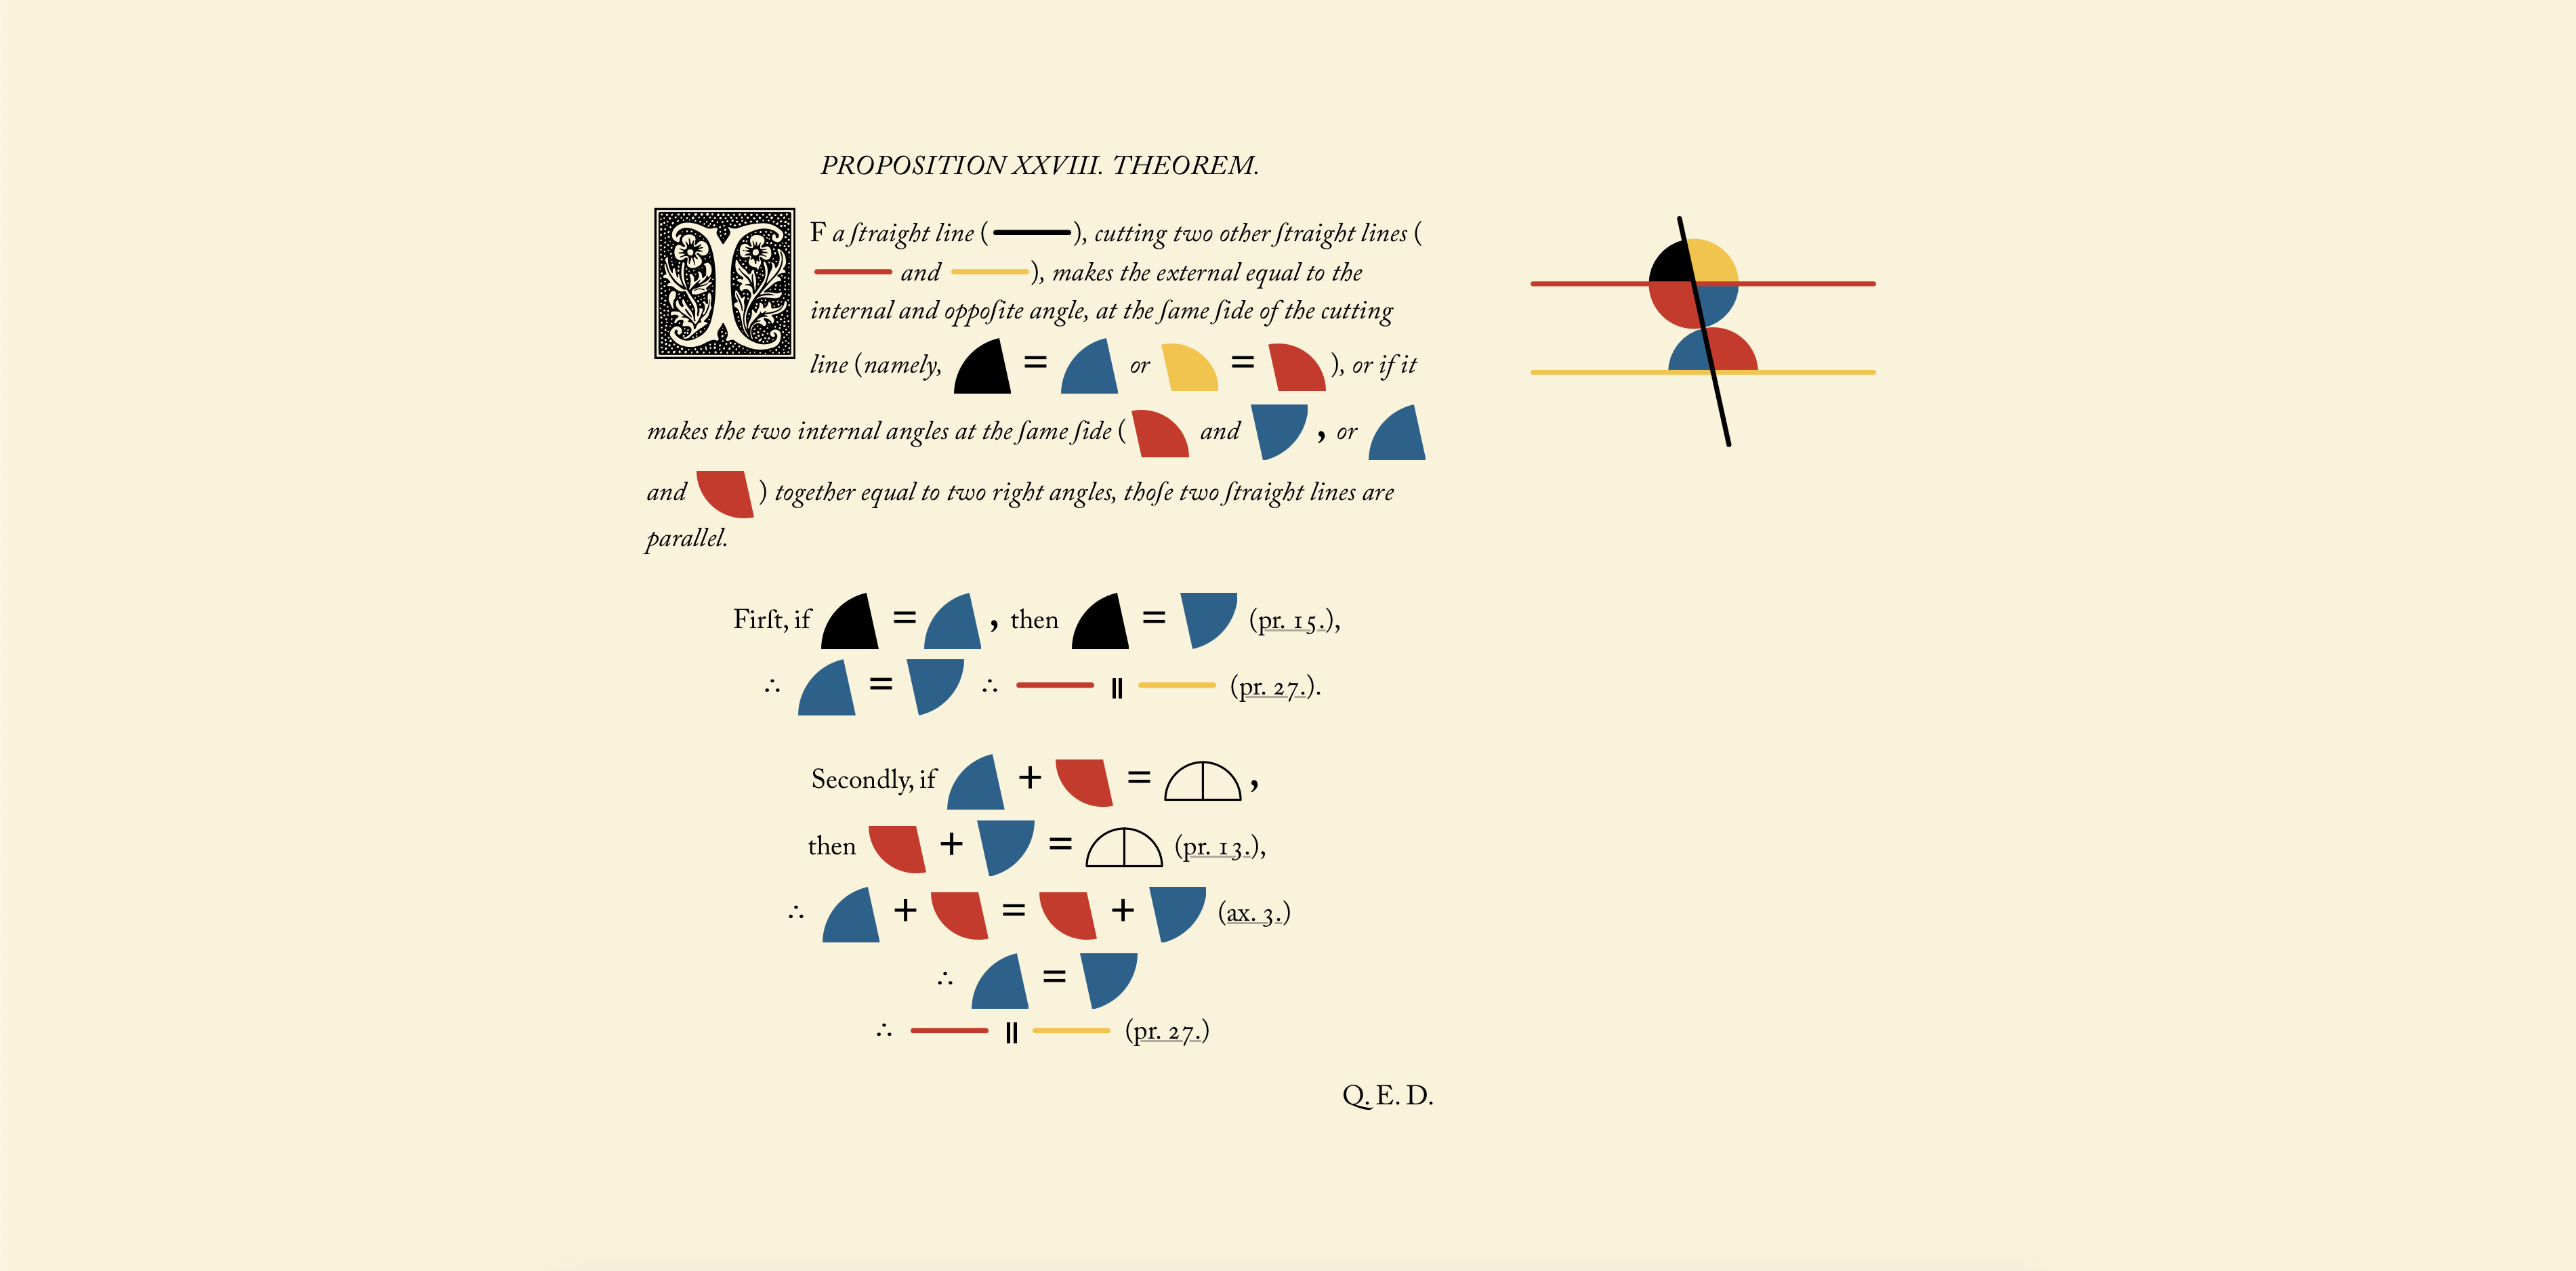 PROPOSITION XXVIII. THEOREM.
IF a ſtraight line ( ), cutting two other ſtraight lines (
and ), makes the external equal to the
internal and oppoſite angle, at the ſame ſide of the cutting
line (namely, = or = ), or if it
makes the two internal angles at the ſame ſide ( and , or
and ) together equal to two right angles, thoſe two ſtraight lines are
parallel.
Firſt, if = , then = (pr. 15.),
∴ = ∴ ∥ (pr. 27.).
Secondly, if + = ,
then + = (pr. 13.),
∴ + = + (ax. 3.)
∴ =
∴ ∥ (pr. 27.)
Q. E. D.